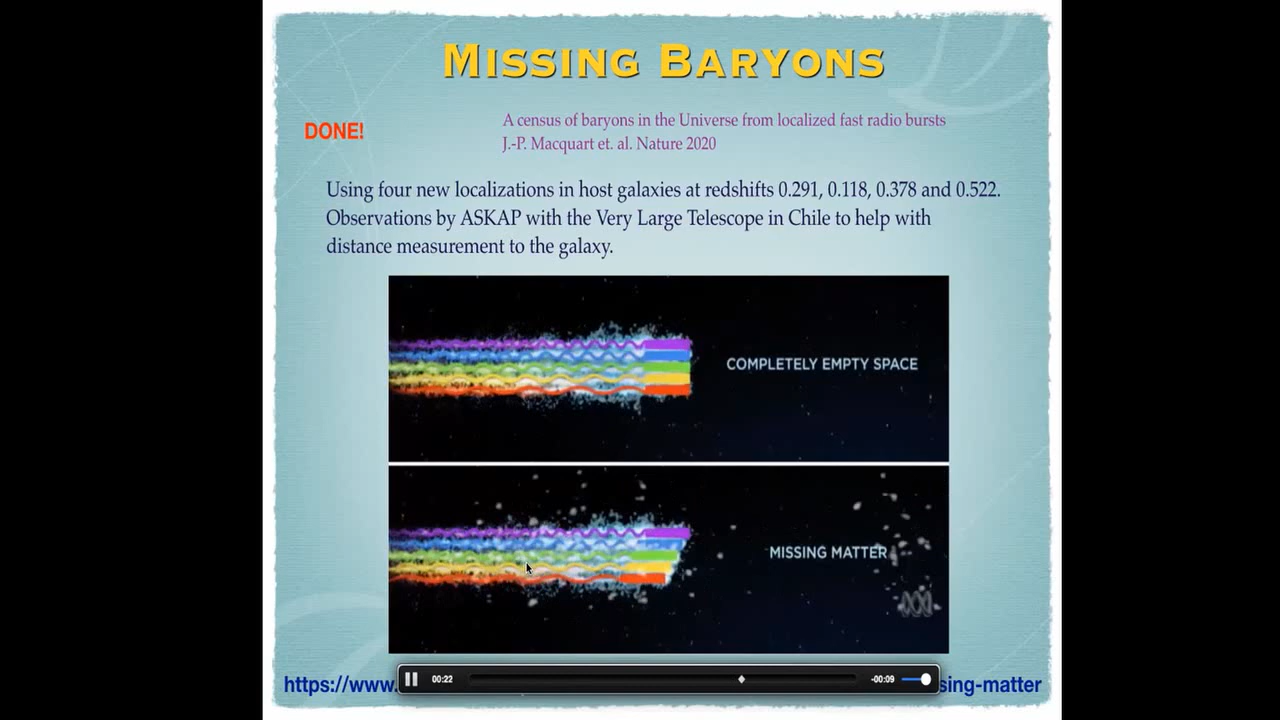 MISSING BARYONS
DONE!
A census of baryons in the Universe from localized fast radio bursts
J.-P. Macquart et. al. Nature 2020
Using four new localizations in host galaxies at redshifts 0.291, 0.118, 0.378 and 0.522.
Observations by ASKAP with the Very Large Telescope in Chile to help with
distance measurement to the galaxy.
COMPLETELY EMPTY SPACE
MISSING MATTER
https://www. sing-matter
00:22 -00:09